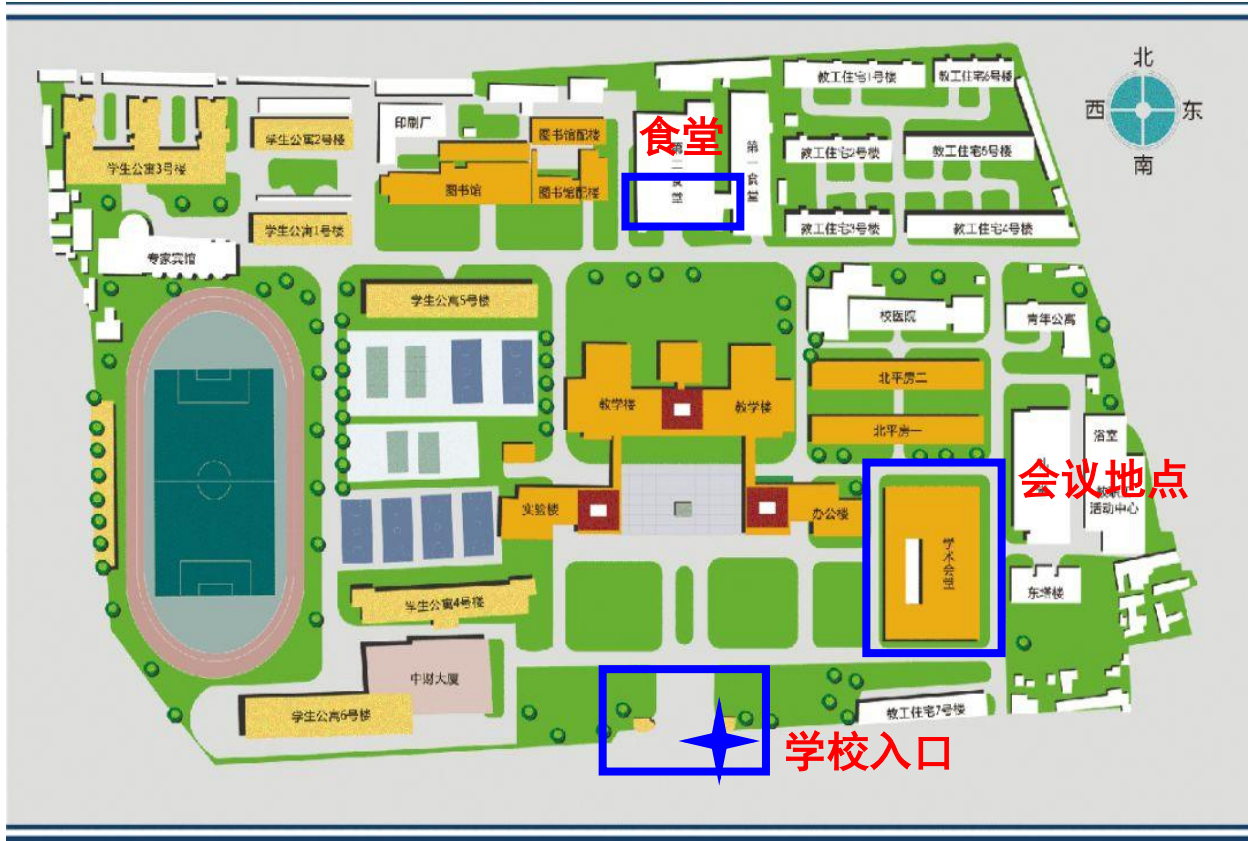 北
西
东
南
教工住宅1号楼
教工住宅6号楼
印刷厂
图书馆配楼
食堂
第二食堂
第一食堂
学生公寓2号楼
教工住宅2号楼
教工住宅5号楼
学生公寓3号楼
图书馆
图书馆配楼
学生公寓1号楼
教工住宅3号楼
教工住宅4号楼
专家宾馆
学生公寓5号楼
校医院
青年公寓
北平房二
教学楼
教学楼
北平房一
浴室
会议地点
活动中心
实验楼
办公楼
学术会堂
东塔楼
学生公寓4号楼
中财大厦
学生公寓6号楼
教工住宅7号楼
学校入口